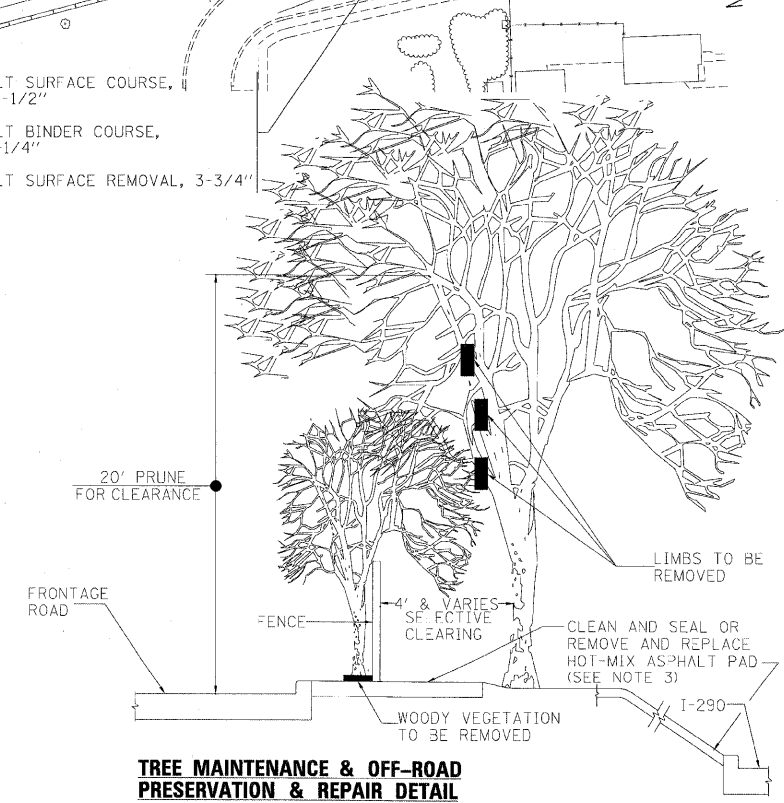 LT SURFACE COURSE,
-1/2"
LT BINDER COURSE,
-1/4"
LT SURFACE REMOVAL, 3-3/4"
20' PRUNE
FOR CLEARANCE
LIMBS TO BE
REMOVED
FRONTAGE
ROAD
FENCE
4' & VARIES
SELECTIVE
CLEARING
CLEAN AND SEAL OR
REMOVE AND REPLACE
HOT-MIX ASPHALT PAD
(SEE NOTE 3)
I-290
WOODY VEGETATION
TO BE REMOVED
TREE MAINTENANCE & OFF-ROAD
PRESERVATION & REPAIR DETAIL